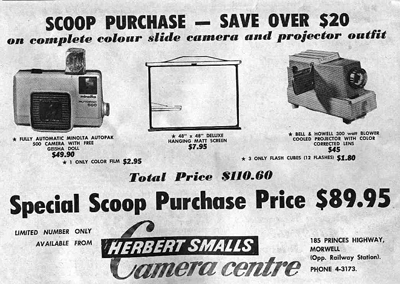 SCOOP PURCHASE — SAVE OVER $20
on complete colour slide camera and projector outfit
★ FULLY AUTOMATIC MINOLTA AUTOPAK
500 CAMERA WITH FREE
GEISHA DOLL
$49.90
★ 1 ONLY COLOR FILM $2.95
★ 48" x 48" DELUXE
HANGING MATT SCREEN
$7.95
★ BELL & HOWELL 300 watt BLOWER
COOLED PROJECTOR WITH COLOR
CORRECTED LENS
$45
★ 3 ONLY FLASH CUBES (12 FLASHES) $1.80
Total Price $110.60
Special Scoop Purchase Price $89.95
LIMITED NUMBER ONLY
AVAILABLE FROM
HERBERT SMALLS
Camera centre
185 PRINCES HIGHWAY,
MORWELL
(Opp. Railway Station).
PHONE 4-3173.